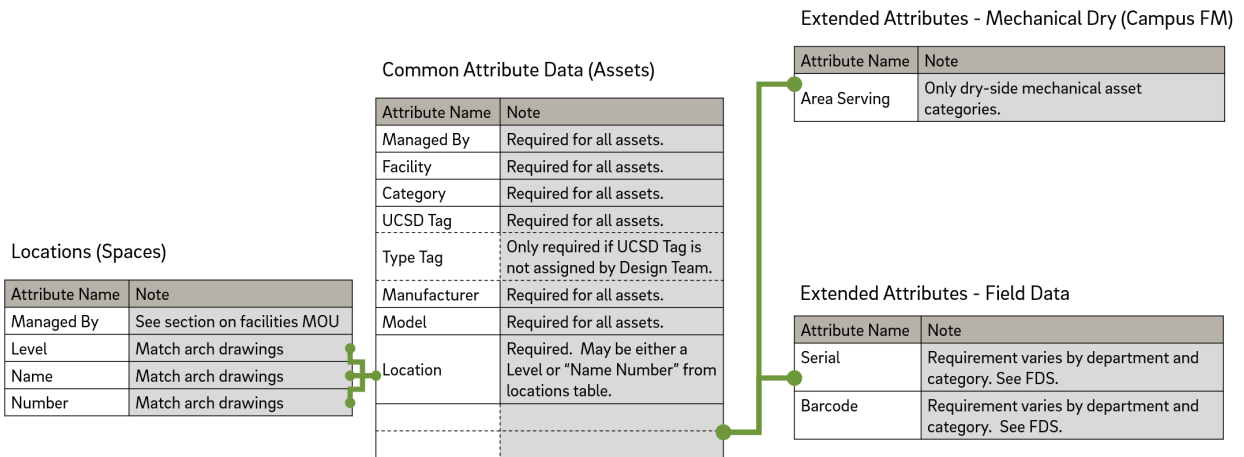 Extended Attributes - Mechanical Dry (Campus FM)
Attribute Name Note
Area Serving Only dry-side mechanical asset
categories.
Common Attribute Data (Assets)
Attribute Name Note
Managed By Required for all assets.
Facility Required for all assets.
Category Required for all assets.
UCSD Tag Required for all assets.
Type Tag Only required if UCSD Tag is
not assigned by Design Team.
Manufacturer Required for all assets.
Model Required for all assets.
Location Required. May be either a
Level or “Name Number” from
locations table.
Locations (Spaces)
Attribute Name Note
Managed By See section on facilities MOU
Level Match arch drawings
Name Match arch drawings
Number Match arch drawings
Extended Attributes - Field Data
Attribute Name Note
Serial Requirement varies by department and
category. See FDS.
Barcode Requirement varies by department and
category. See FDS.